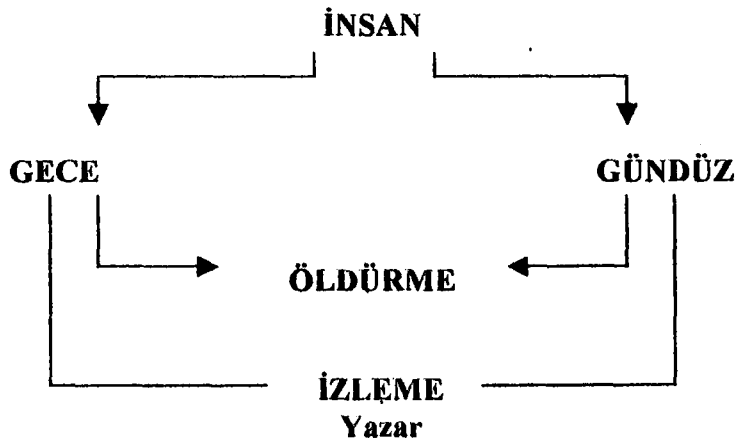 İNSAN
GECE
GÜNDÜZ
ÖLDÜRME
İZLEME
Yazar